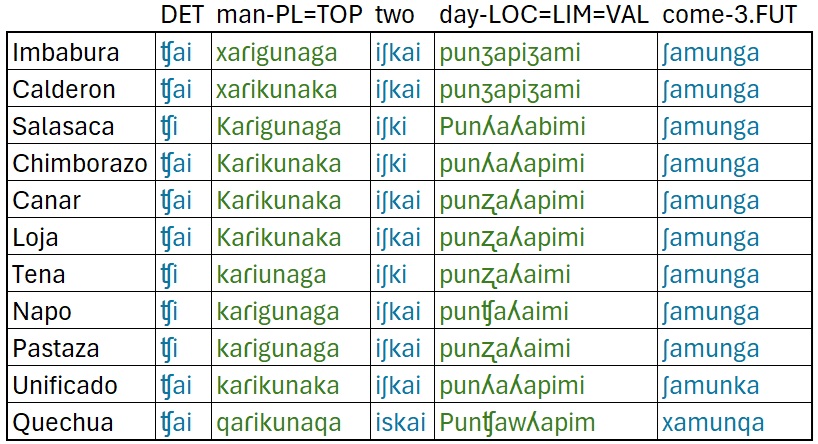 DET man-PL=TOP two day-LOC=LIM=VAL come-3.FUT
Imbabura ʧai xaɾigunaga iʃkai punʒapiʒami ʃamunga
Calderon ʧai xaɾikunaka iʃkai punʒapiʒami ʃamunga
Salasaca ʧi Kaɾigunaga iʃki Punʎaʎabimi ʃamunga
Chimborazo ʧai Kaɾikunaka iʃki punʎaʎapimi ʃamunga
Canar ʧai Kaɾikunaka iʃkai punʐaʎapimi ʃamunga
Loja ʧai Kaɾikunaka iʃkai punʐaʎapimi ʃamunga
Tena ʧi kaɾiunaga iʃki punʐaʎaimi ʃamunga
Napo ʧai kaɾigunaga iʃkai punʧaʎaimi ʃamunga
Pastaza ʧi kaɾigunaga iʃkai punʐaʎaimi ʃamunga
Unificado ʧai kaɾikunaka iʃkai punʎaʎapimi ʃamunka
Quechua ʧai qaɾikunaqa iskai Punʧawʎapim xamunqa